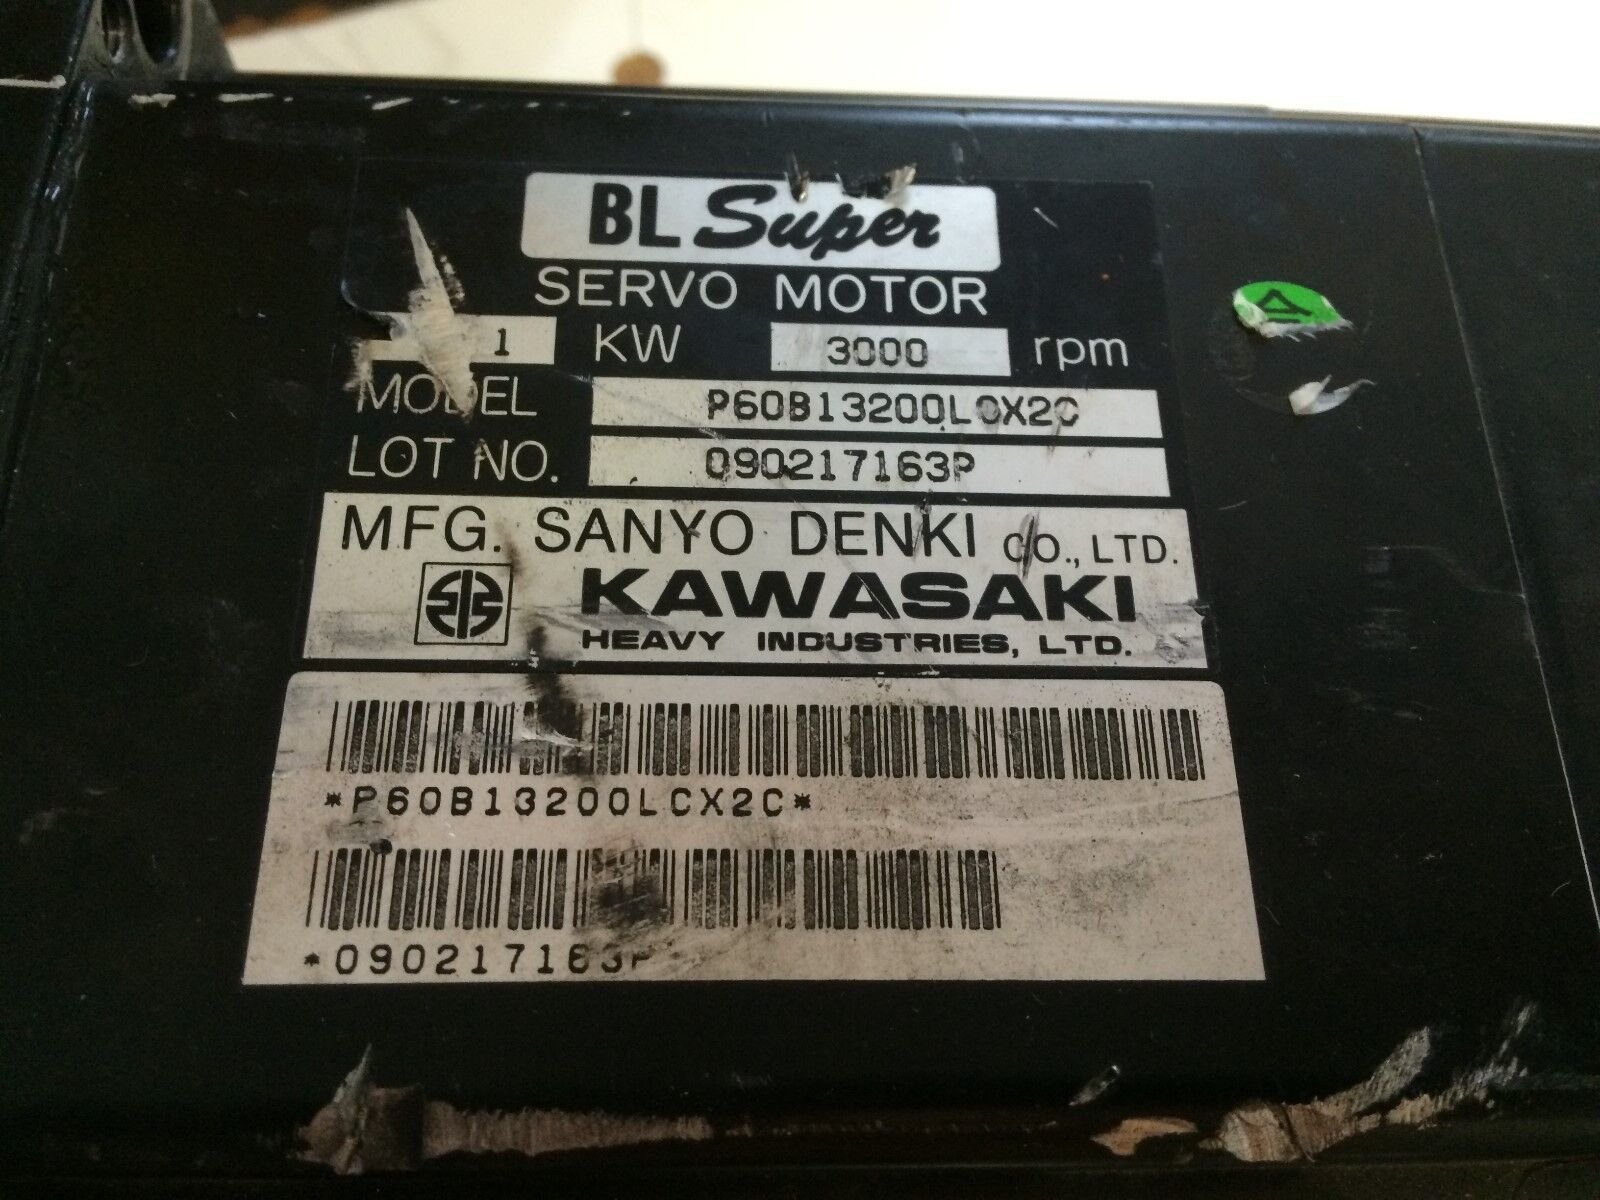 BL Super
SERVO MOTOR
1 KW 3000 rpm
MODEL P60B13200LCX2C
LOT NO. 090217163P
MFG. SANYO DENKI CO., LTD.
KAWASAKI
HEAVY INDUSTRIES, LTD.
*P60B13200LCX2C*
*090217163P